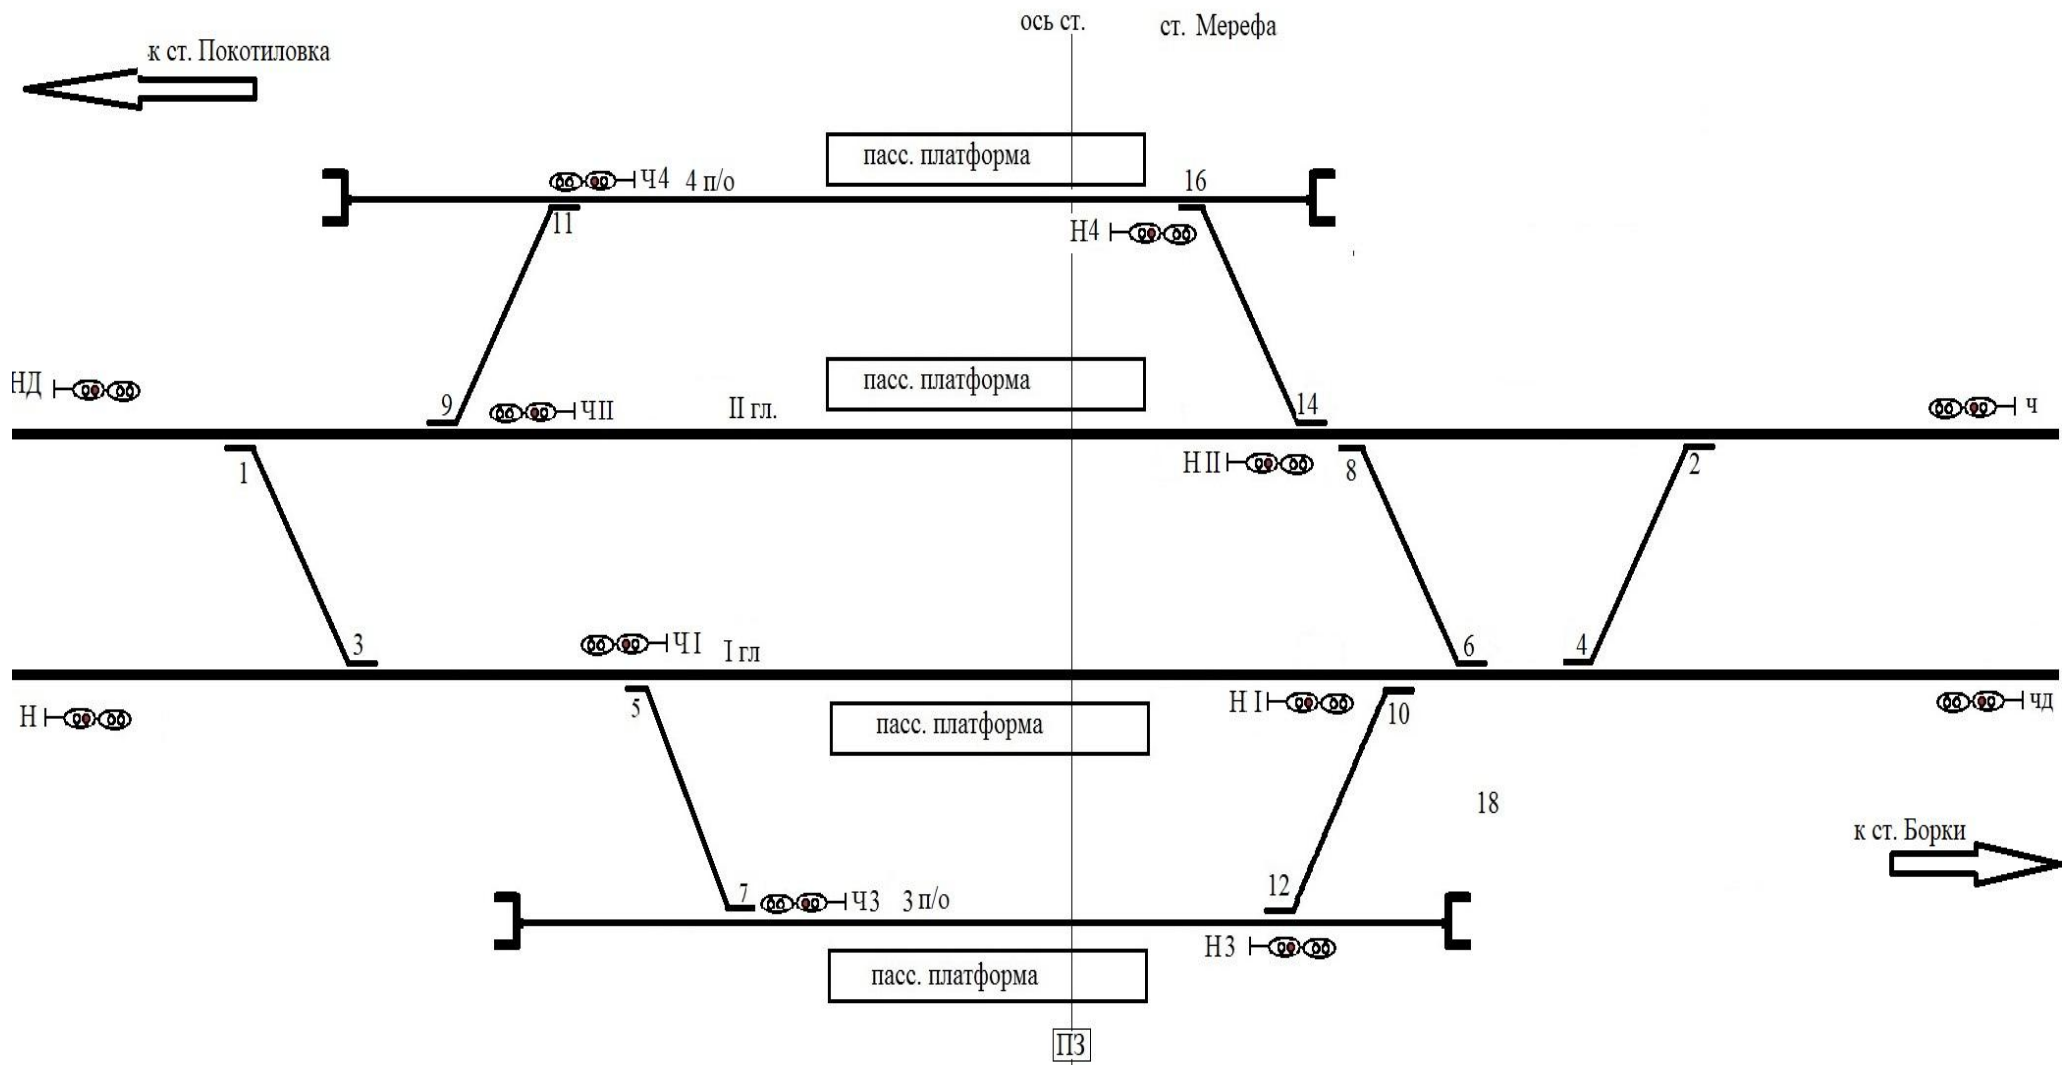 ось ст.
ст. Мерефа
к ст. Покотиловка
пасс. платформа
Ч4
4 п/о
16
11
Н4
НД
9
ЧII
II гл.
пасс. платформа
14
ч
1
Н II
8
2
3
ЧI
I гл
6
4
Н
5
пасс. платформа
Н I
10
чд
18
к ст. Борки
7
Ч3
3 п/о
12
Н3
пасс. платформа
ПЗ